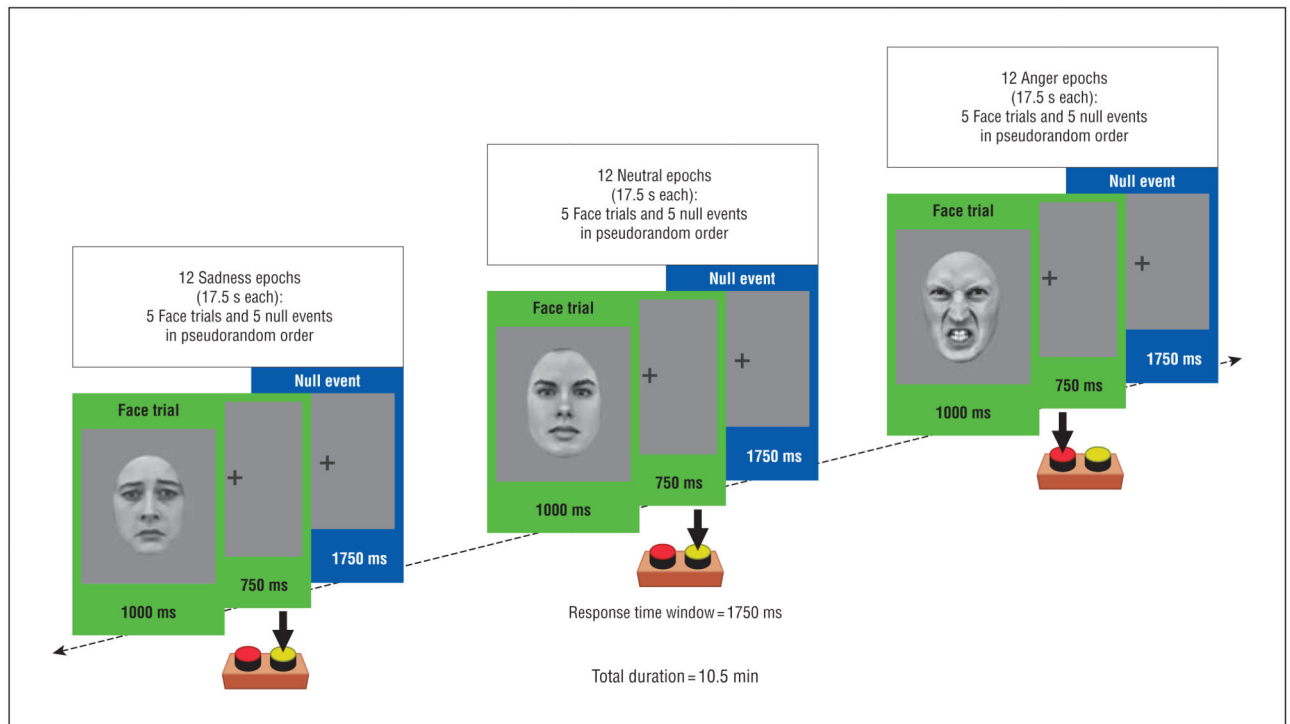 12 Sadness epochs
(17.5 s each):
5 Face trials and 5 null events
in pseudorandom order
Null event
Face trial
+
+
1750 ms
750 ms
1000 ms
12 Neutral epochs
(17.5 s each):
5 Face trials and 5 null events
in pseudorandom order
Null event
Face trial
+
+
1750 ms
750 ms
1000 ms
12 Anger epochs
(17.5 s each):
5 Face trials and 5 null events
in pseudorandom order
Null event
Face trial
+
+
1750 ms
750 ms
1000 ms
Response time window = 1750 ms
Total duration = 10.5 min